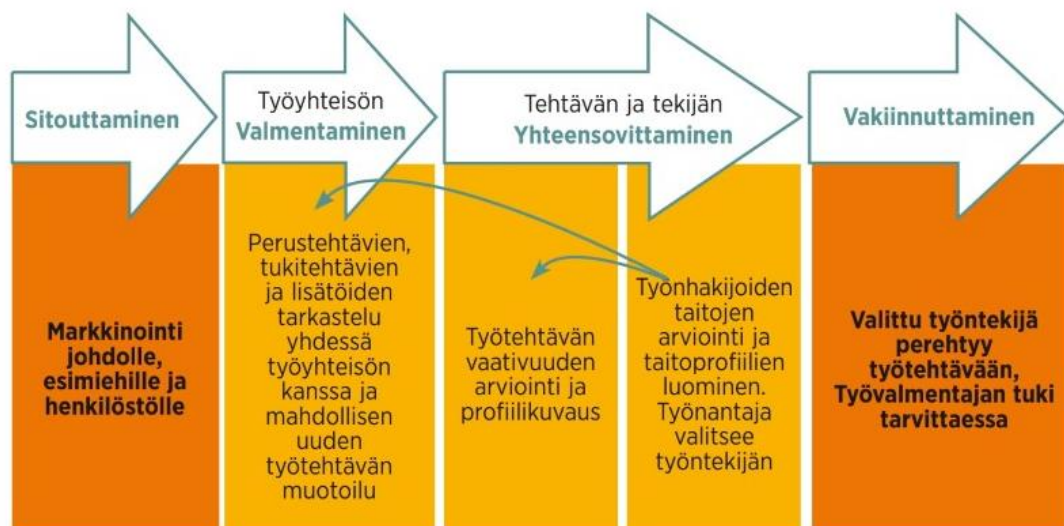 Sitouttaminen
Työyhteisön
Valmentaminen
Tehtävän ja tekijän
Yhteensovittaminen
Vakiinnuttaminen
Markkinointi
johdolle,
esimiehille ja
henkilöstölle
Perustehtävien,
tukitehtävien
ja lisätöiden
tarkastelu
yhdessä
työyhteisön
kanssa ja
mahdollisen
uuden
työtehtävän
muotoilu
Työtehtävän
vaativuuden
arviointi ja
profiilikuvaus
Työnhakijoiden
taitojen
arviointi ja
taitoprofiilien
luominen.
Työnantaja
valitsee
työntekijän
Valittu työntekijä
perehtyy
työtehtävään,
Työvalmentajan tuki
tarvittaessa